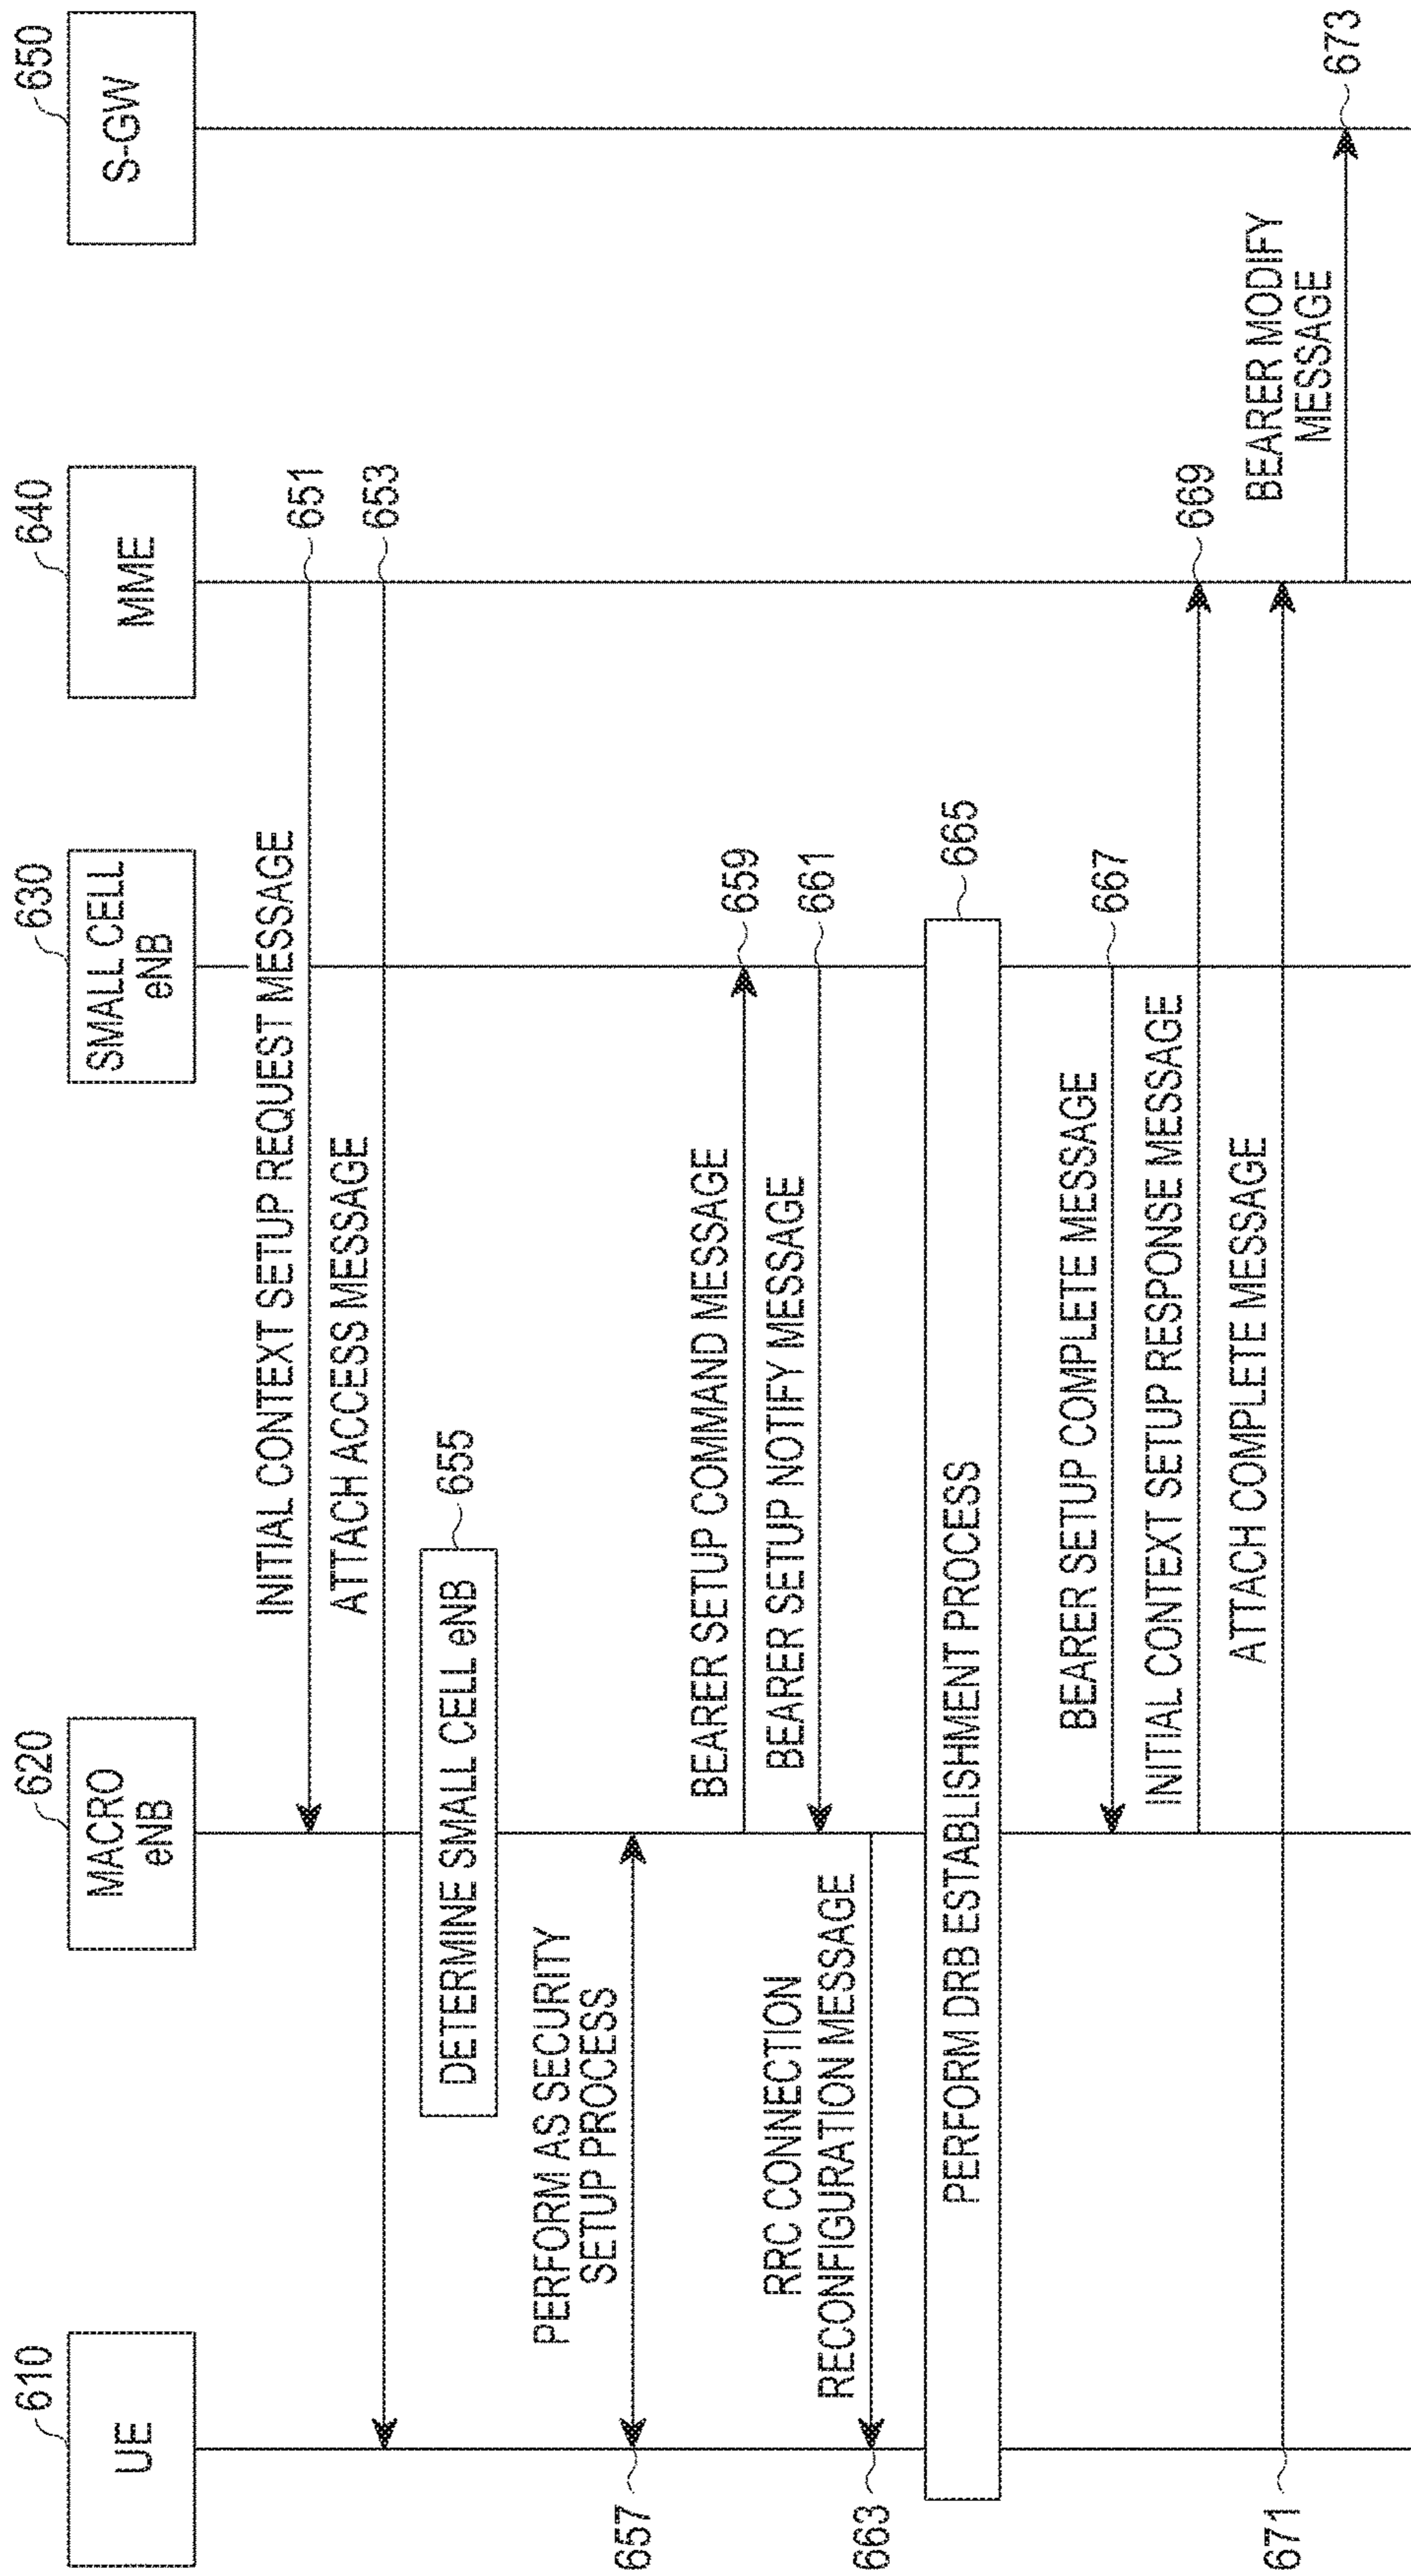 610
620
630
640
650
UE
MACRO
eNB
SMALL CELL
eNB
MME
S-GW
INITIAL CONTEXT SETUP REQUEST MESSAGE
651
ATTACH ACCESS MESSAGE
653
DETERMINE SMALL CELL eNB
655
PERFORM AS SECURITY
SETUP PROCESS
657
BEARER SETUP COMMAND MESSAGE
659
BEARER SETUP NOTIFY MESSAGE
661
RRC CONNECTION
RECONFIGURATION MESSAGE
663
PERFORM DRB ESTABLISHMENT PROCESS
665
BEARER SETUP COMPLETE MESSAGE
667
INITIAL CONTEXT SETUP RESPONSE MESSAGE
669
ATTACH COMPLETE MESSAGE
671
BEARER MODIFY
MESSAGE
673